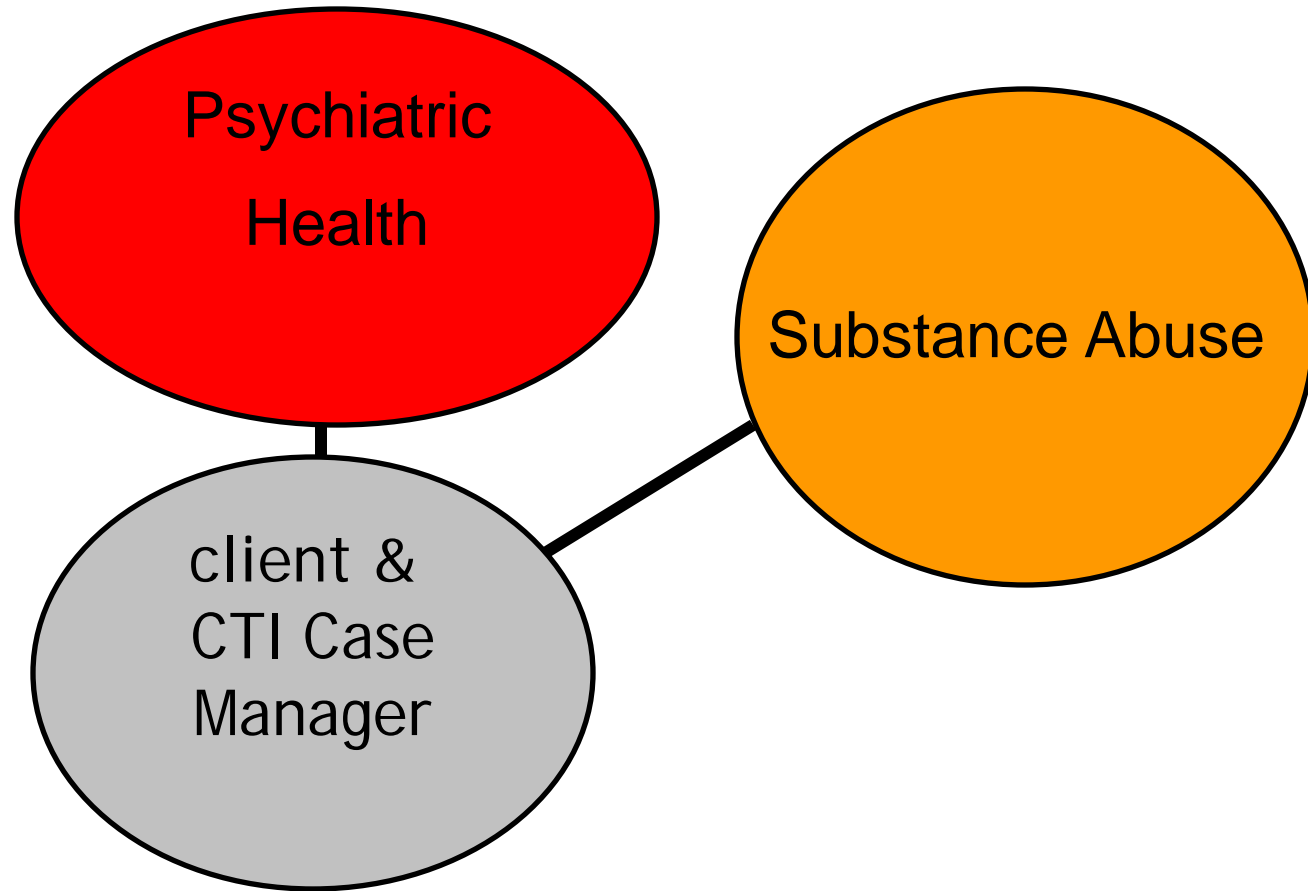 Psychiatric
Health
Substance Abuse
client &
CTI Case
Manager